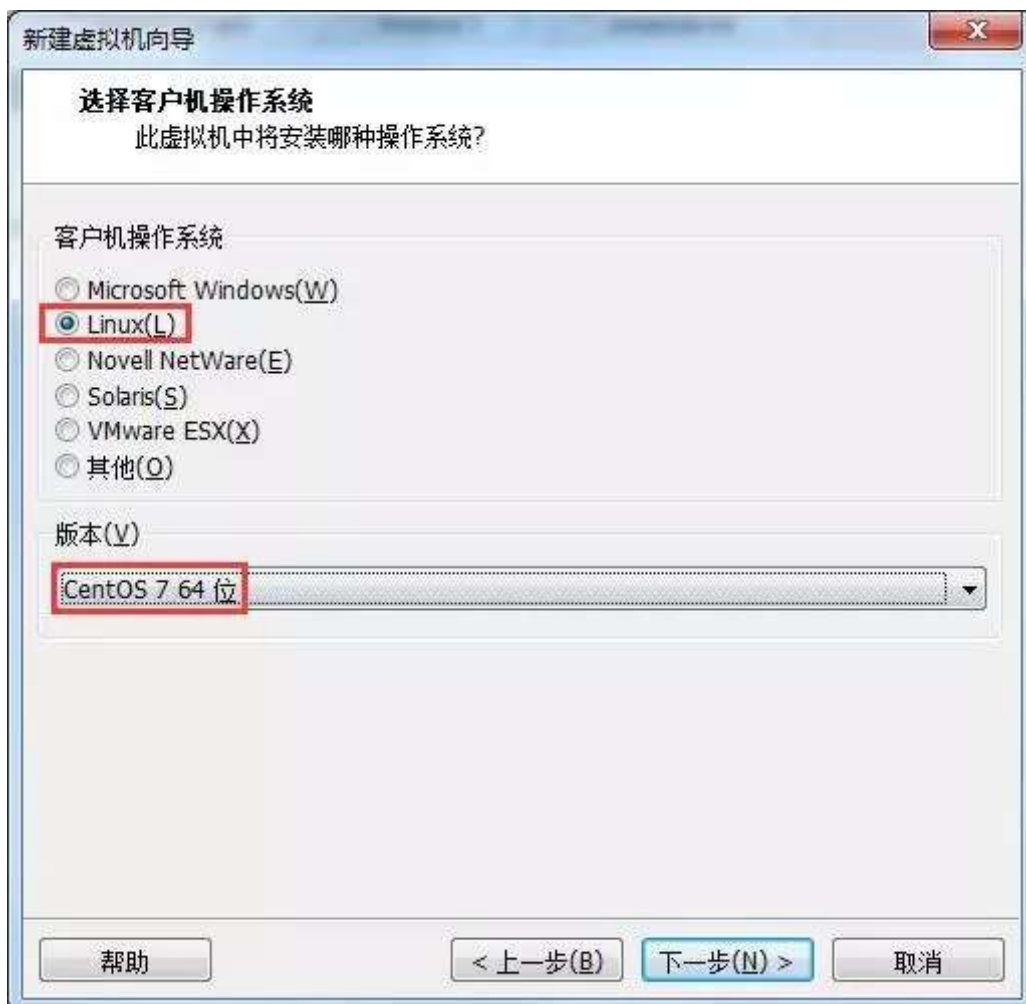 新建虚拟机向导
选择客户机操作系统
此虚拟机中将安装哪种操作系统?
客户机操作系统
Microsoft Windows(W)
Linux(L)
Novell NetWare(E)
Solaris(S)
VMware ESX(X)
其他(O)
版本(V)
CentOS 7 64 位
帮助
< 上一步(B)
下一步(N) >
取消